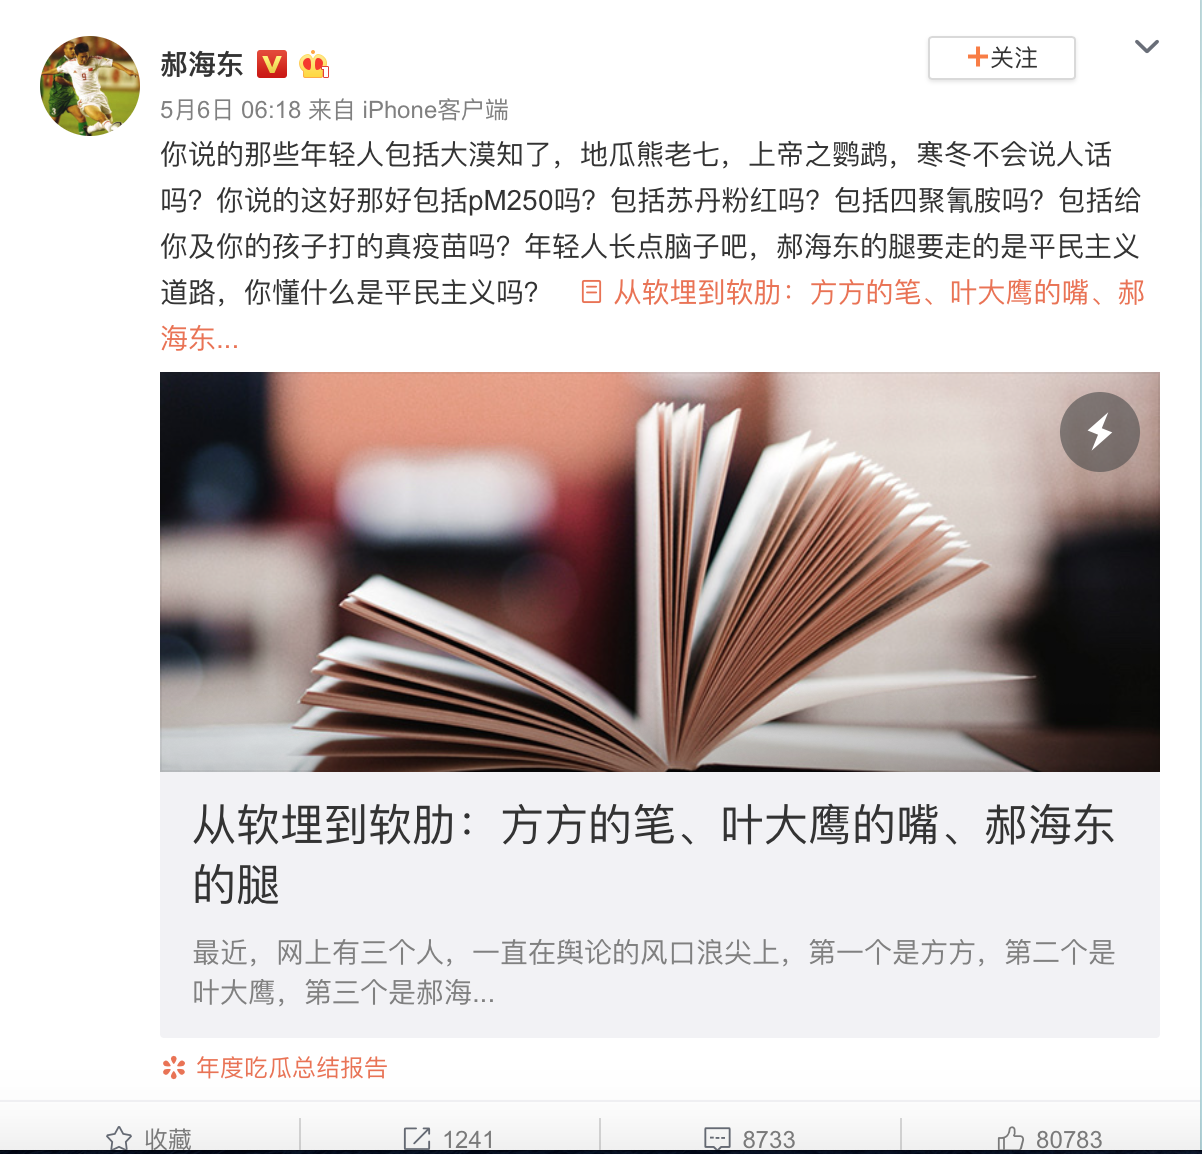 郝海东
+关注
5月6日 06:18 来自 iPhone客户端
你说的那些年轻人包括大漠知了，地瓜熊老七，上帝之鹦鹉，寒冬不会说人话
吗？你说的这好那好包括pM250吗？包括苏丹粉红吗？包括四聚氰胺吗？包括给
你及你的孩子打的真疫苗吗？年轻人长点脑子吧，郝海东的腿要走的是平民主义
道路，你懂什么是平民主义吗？ 从软埋到软肋：方方的笔、叶大鹰的嘴、郝
海东...
从软埋到软肋：方方的笔、叶大鹰的嘴、郝海东
的腿
最近，网上有三个人，一直在舆论的风口浪尖上，第一个是方方，第二个是
叶大鹰，第三个是郝海...
年度吃瓜总结报告
收藏 1241 8733 80783